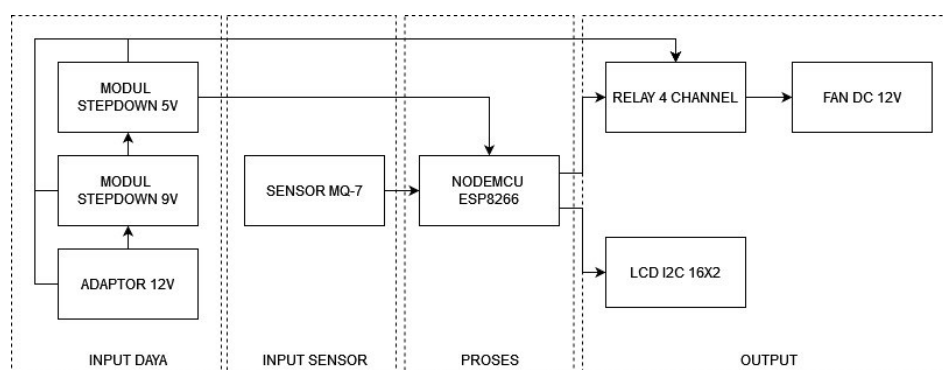 MODUL
STEPDOWN 5V
MODUL
STEPDOWN 9V
ADAPTOR 12V
INPUT DAYA
SENSOR MQ-7
INPUT SENSOR
NODEMCU
ESP8266
PROSES
RELAY 4 CHANNEL
FAN DC 12V
LCD I2C 16X2
OUTPUT